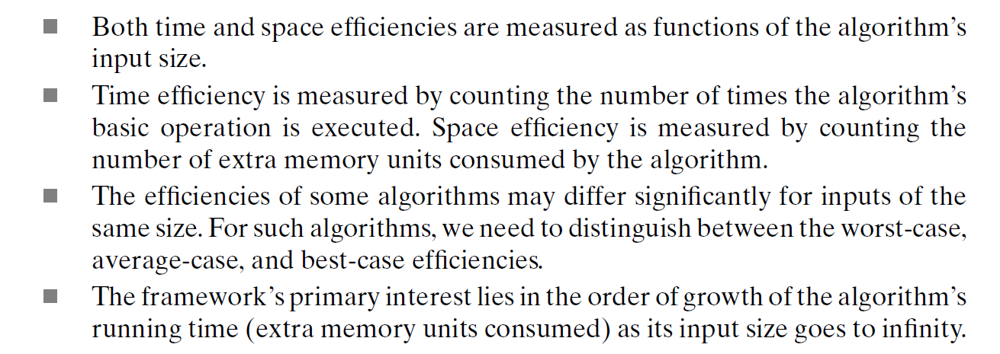 ■ Both time and space efficiencies are measured as functions of the algorithm’s
input size.
■ Time efficiency is measured by counting the number of times the algorithm’s
basic operation is executed. Space efficiency is measured by counting the
number of extra memory units consumed by the algorithm.
■ The efficiencies of some algorithms may differ significantly for inputs of the
same size. For such algorithms, we need to distinguish between the worst-case,
average-case, and best-case efficiencies.
■ The framework’s primary interest lies in the order of growth of the algorithm’s
running time (extra memory units consumed) as its input size goes to infinity.